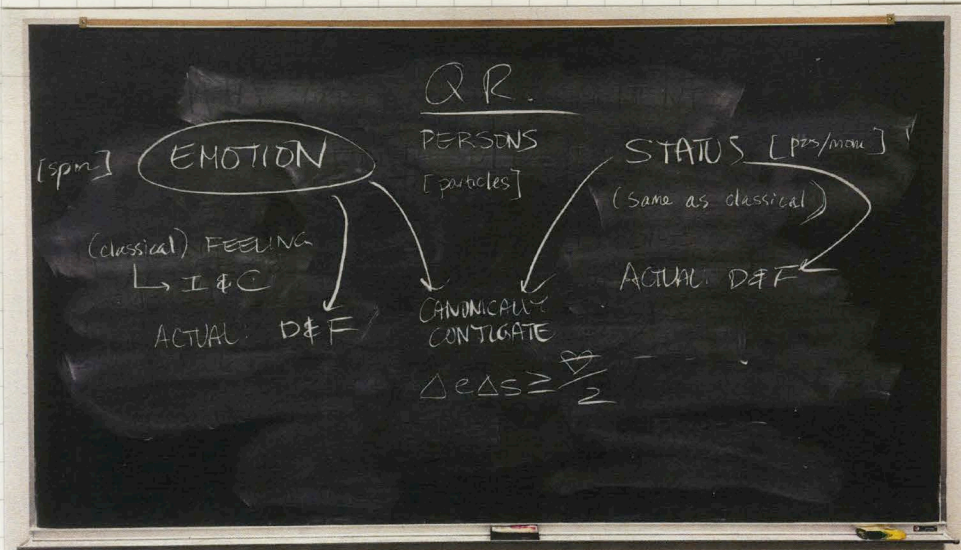 Q.R.
PERSONS
[particles]
[spin] EMOTION
(classical) FEELING
↳ I & C
ACTUAL: D & F
STATUS [pos/mom]
(same as classical)
ACTUAL: D & F
CANONICALLY
CONJUGATE
ΔeΔs ≥ ♡/2